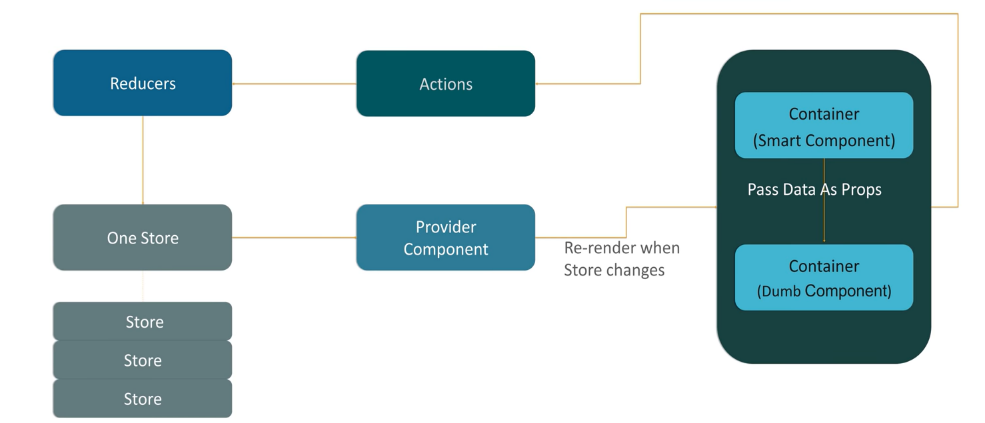 Reducers
Actions
Container
(Smart Component)
Pass Data As Props
One Store
Provider
Component
Re-render when
Store changes
Container
(Dumb Component)
Store
Store
Store